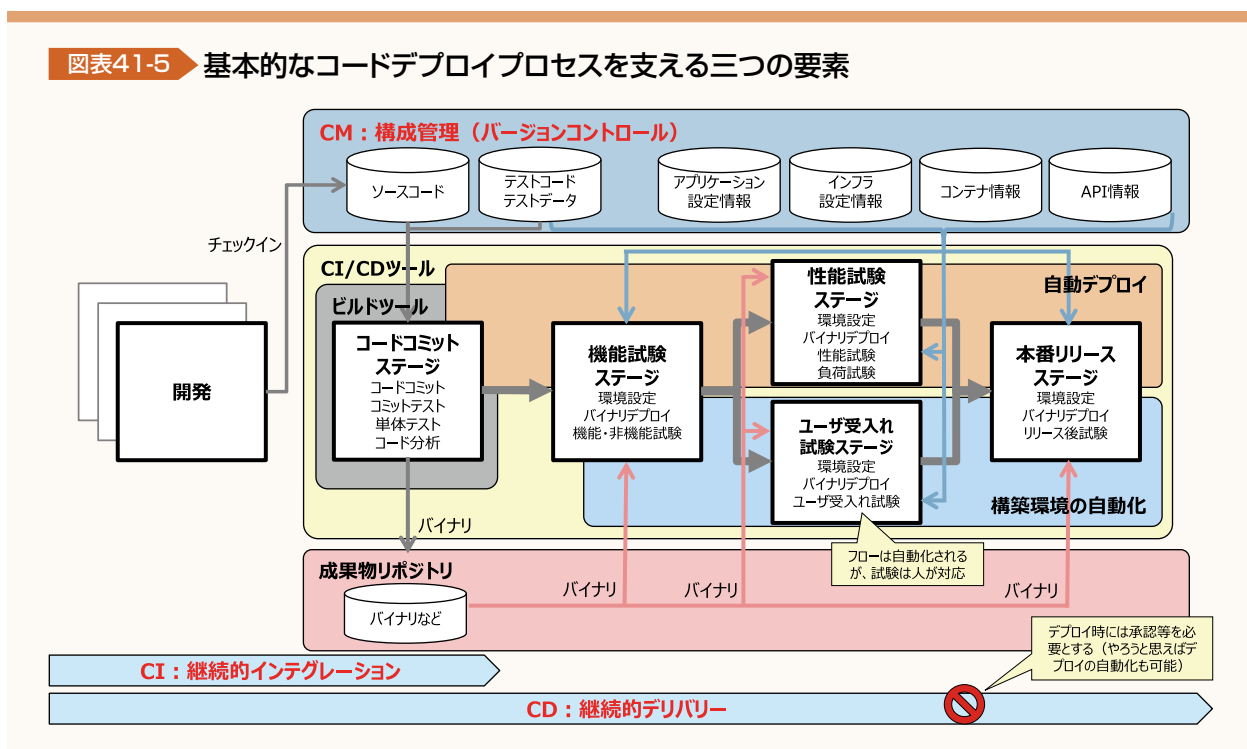 図表41-5
基本的なコードデプロイプロセスを支える三つの要素
CM：構成管理（バージョンコントロール）
ソースコード
テストコード
テストデータ
アプリケーション
設定情報
インフラ
設定情報
コンテナ情報
API情報
チェックイン
CI/CDツール
ビルドツール
自動デプロイ
開発
コードコミット
ステージ
コードコミット
コミットテスト
単体テスト
コード分析
機能試験
ステージ
環境設定
バイナリデプロイ
機能・非機能試験
性能試験
ステージ
環境設定
バイナリデプロイ
性能試験
負荷試験
ユーザ受入れ
試験ステージ
環境設定
バイナリデプロイ
ユーザ受入れ試験
本番リリース
ステージ
環境設定
バイナリデプロイ
リリース後試験
構築環境の自動化
バイナリ
フローは自動化される
が、試験は人が対応
成果物リポジトリ
バイナリなど
バイナリ
バイナリ
バイナリ
デプロイ時には承認等を必
要とする（やろうと思えばデ
プロイの自動化も可能）
CI：継続的インテグレーション
CD：継続的デリバリー